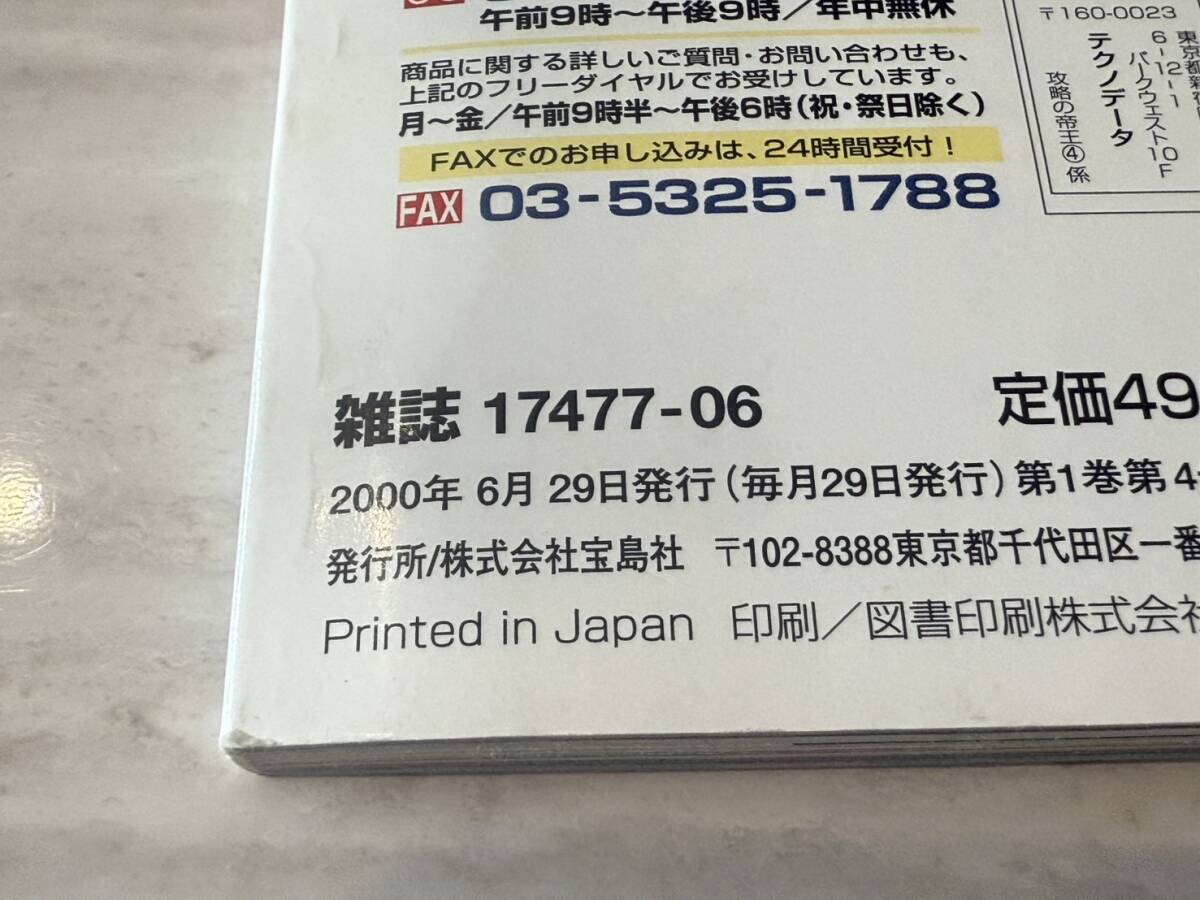 午前9時～午後9時／年中無休
商品に関する詳しいご質問・お問い合わせも、
上記のフリーダイヤルでお受けしています。
月～金／午前9時半～午後6時（祝・祭日除く）
FAXでのお申し込みは、24時間受付！
FAX 03-5325-1788
〒160-0023
東京都新宿
6-12-1
パークウェスト10F
テクノデータ
攻略の帝王④係
雑誌 17477-06
定価49
2000年 6月 29日発行（毎月29日発行）第1巻第4
発行所/株式会社宝島社 〒102-8388東京都千代田区一番
Printed in Japan 印刷／図書印刷株式会社